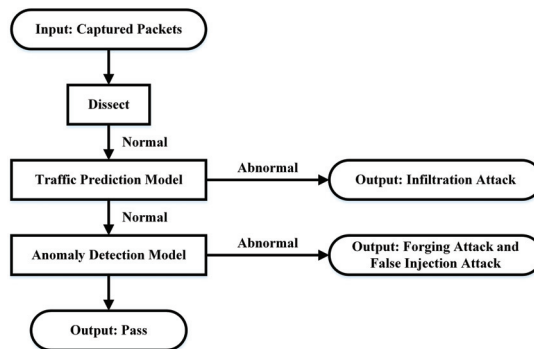 Input: Captured Packets
Dissect
Normal
Traffic Prediction Model
Abnormal
Output: Infiltration Attack
Normal
Anomaly Detection Model
Abnormal
Output: Forging Attack and
False Injection Attack
Output: Pass